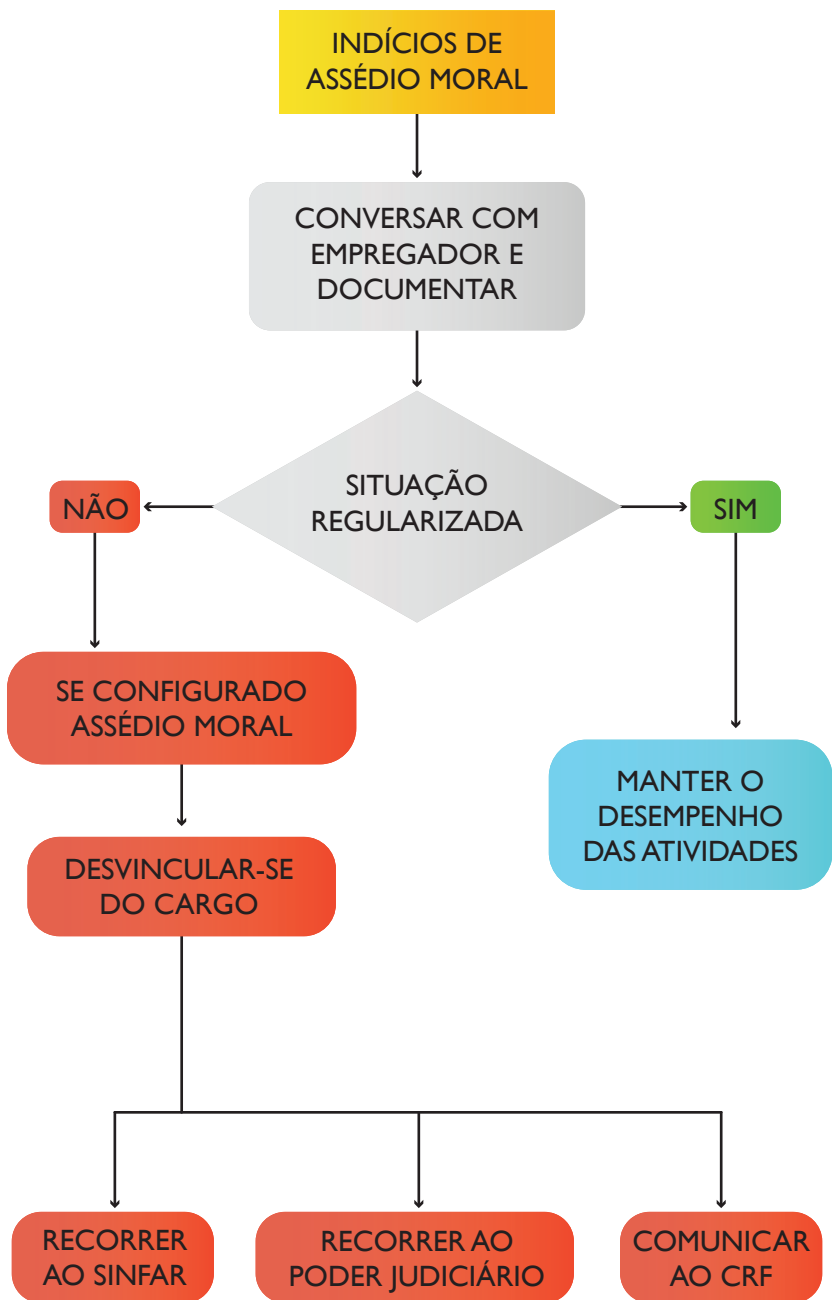 INDÍCIOS DE
ASSÉDIO MORAL
CONVERSAR COM
EMPREGADOR E
DOCUMENTAR
SITUAÇÃO
REGULARIZADA
NÃO
SIM
SE CONFIGURADO
ASSÉDIO MORAL
MANTER O
DESEMPENHO
DAS ATIVIDADES
DESVINCULAR-SE
DO CARGO
RECORRER
AO SINFAR
RECORRER AO
PODER JUDICIÁRIO
COMUNICAR
AO CRF